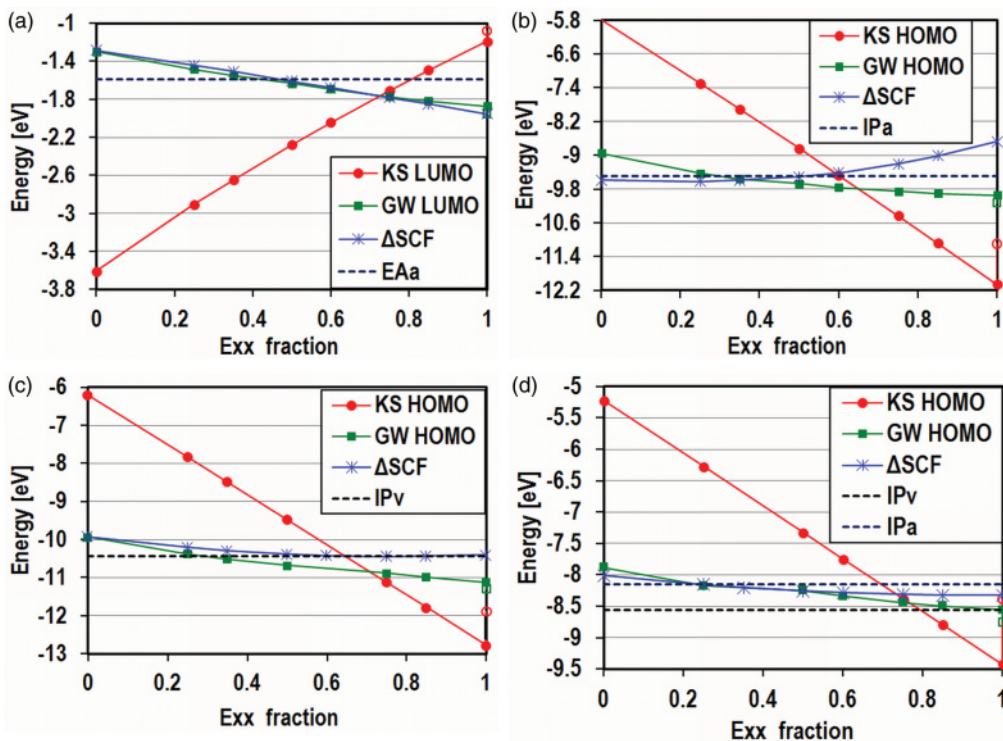 (a)
-1
-1.4
-1.8
-2.2
-2.6
-3
-3.4
-3.8
Energy [eV]
KS LUMO
GW LUMO
ΔSCF
EAa
0 0.2 0.4 0.6 0.8 1
Exx fraction
(b)
-5.8
-6.6
-7.4
-8.2
-9
-9.8
-10.6
-11.4
-12.2
Energy [eV]
KS HOMO
GW HOMO
ΔSCF
IPa
0 0.2 0.4 0.6 0.8 1
Exx fraction
(c)
-6
-7
-8
-9
-10
-11
-12
-13
Energy [eV]
KS HOMO
GW HOMO
ΔSCF
IPv
0 0.2 0.4 0.6 0.8 1
Exx fraction
(d)
-5
-5.5
-6
-6.5
-7
-7.5
-8
-8.5
-9
-9.5
Energy [eV]
KS HOMO
GW HOMO
ΔSCF
IPv
IPa
0 0.2 0.4 0.6 0.8 1
Exx fraction